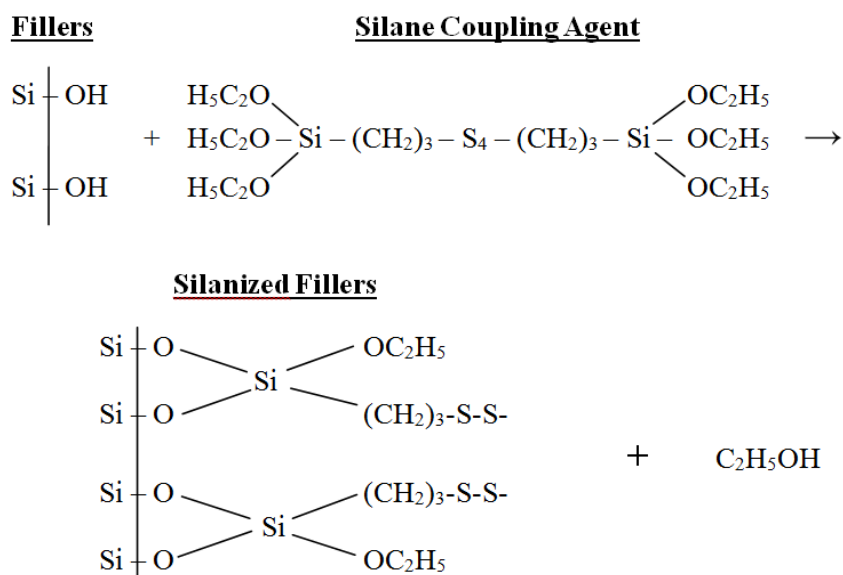 Fillers Silane Coupling Agent
Si OH H₅C₂O OC₂H₅
+ H₅C₂O – Si – (CH₂)₃ – S₄ – (CH₂)₃ – Si – OC₂H₅ →
Si OH H₅C₂O OC₂H₅
Silanized Fillers
Si O OC₂H₅
Si
Si O (CH₂)₃-S-S-
+ C₂H₅OH
Si O (CH₂)₃-S-S-
Si
Si O OC₂H₅